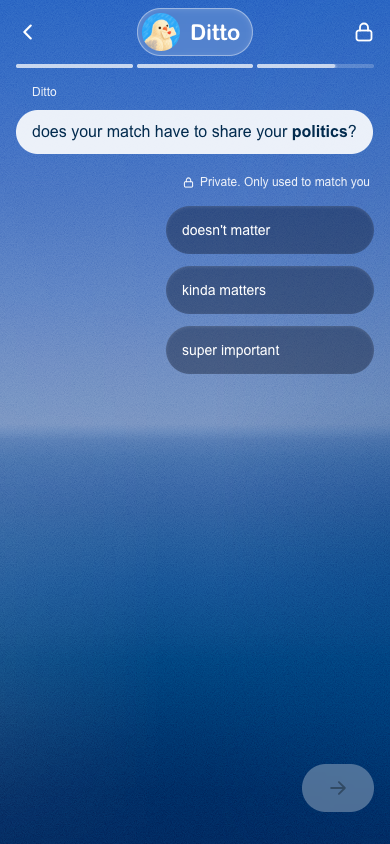 Ditto
Ditto
does your match have to share your politics?
Private. Only used to match you
doesn't matter
kinda matters
super important